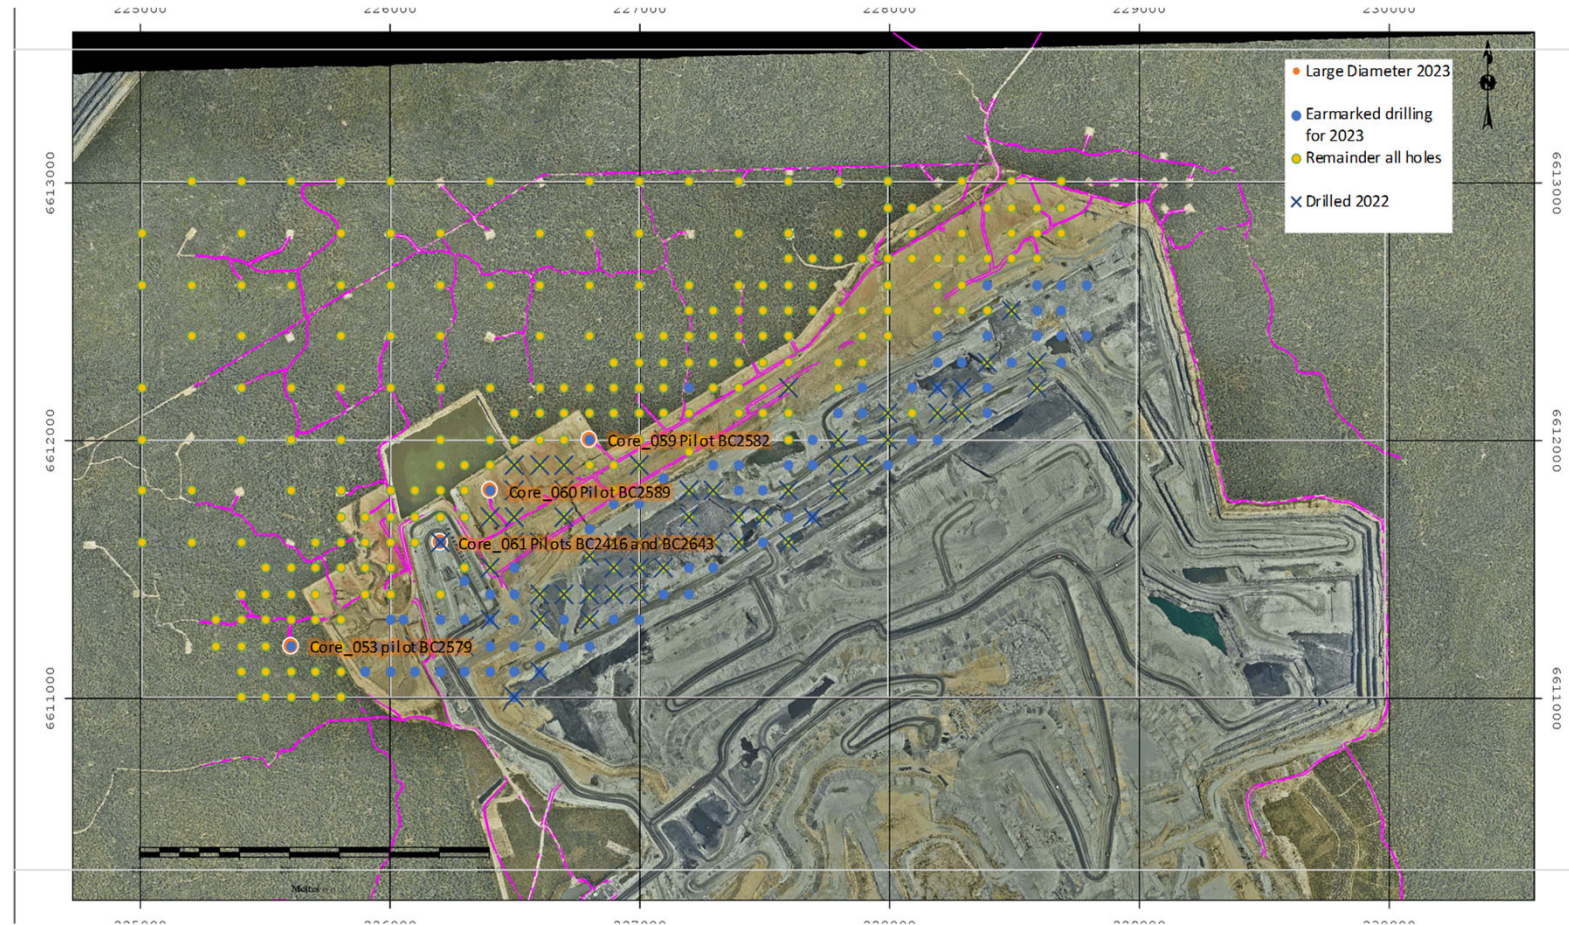 225000 226000 227000 228000 229000 230000
Large Diameter 2023
Earmarked drilling
for 2023
Remainder all holes
Drilled 2022
6613000 6613000
6612000 6612000
6611000 6611000
Core_059 Pilot BC2582
Core_060 Pilot BC2589
Core_061 Pilots BC2416 and BC2643
Core_053 pilot BC2579